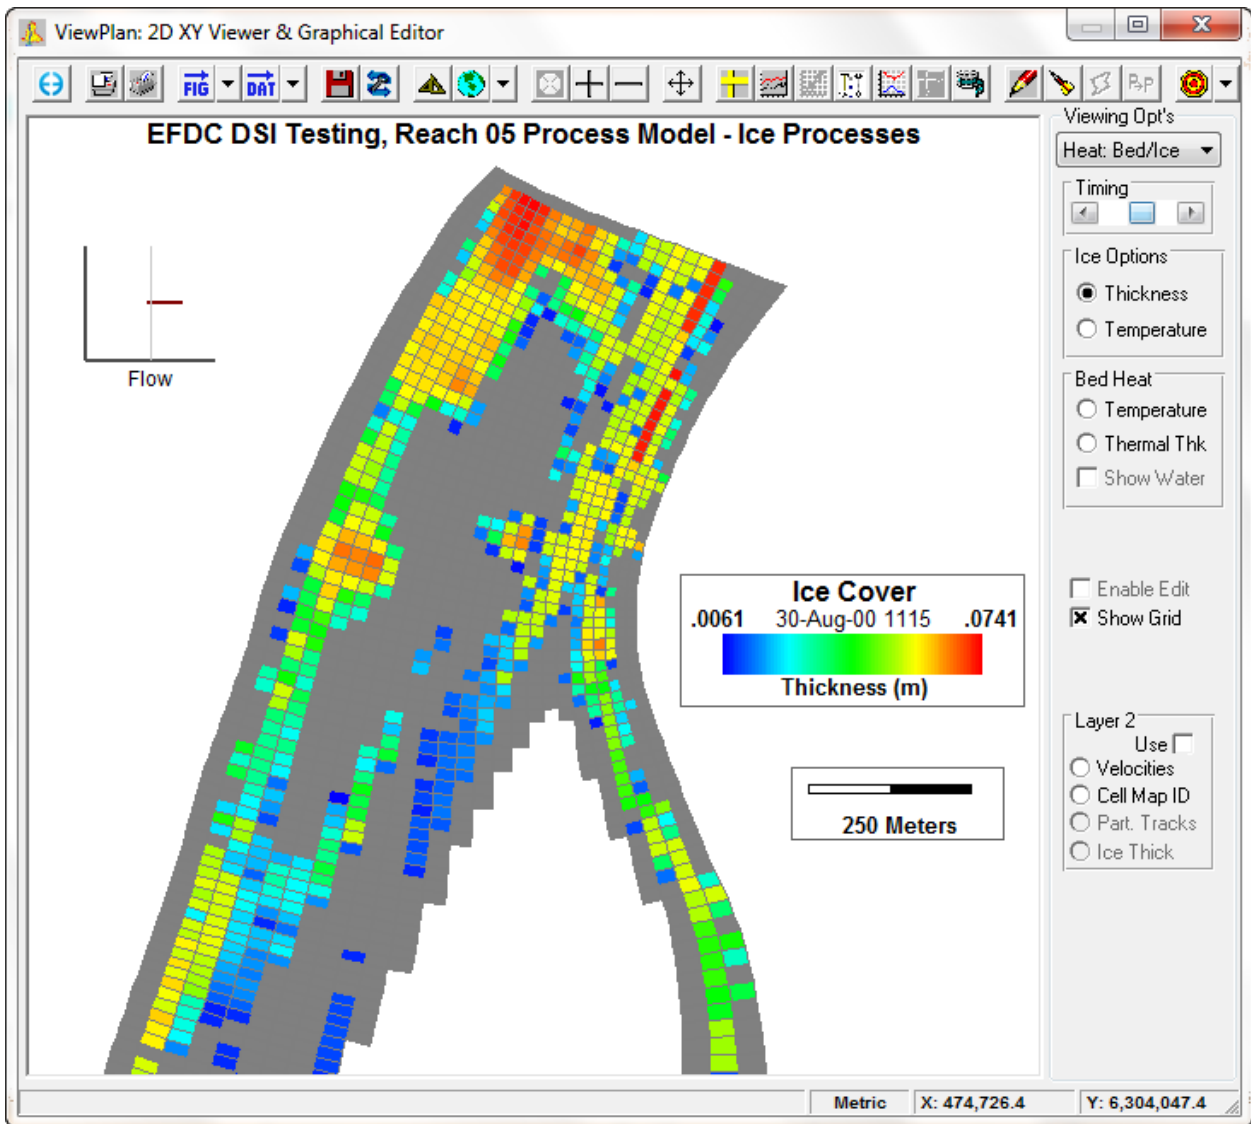 ViewPlan: 2D XY Viewer & Graphical Editor
FIG
DAT
EFDC DSI Testing, Reach 05 Process Model - Ice Processes
Flow
Ice Cover
.0061 30-Aug-00 1115 .0741
Thickness (m)
250 Meters
Viewing Opt's
Heat: Bed/Ice
Timing
Ice Options
Thickness
Temperature
Bed Heat
Temperature
Thermal Thk
Show Water
Enable Edit
Show Grid
Layer 2
Use
Velocities
Cell Map ID
Part. Tracks
Ice Thick
Metric X: 474,726.4 Y: 6,304,047.4